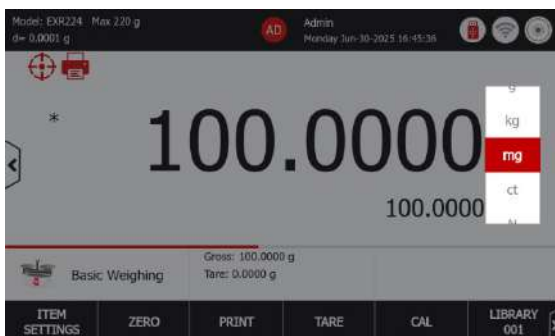 Model: EXR224 Max 220 g
d= 0.0001 g
AD
Admin
Monday Jun-30-2025 16:45:36
*
100.0000
g
kg
mg
ct
N
100.0000
Basic Weighing
Gross: 100.0000 g
Tare: 0.0000 g
ITEM SETTINGS
ZERO
PRINT
TARE
CAL
LIBRARY 001